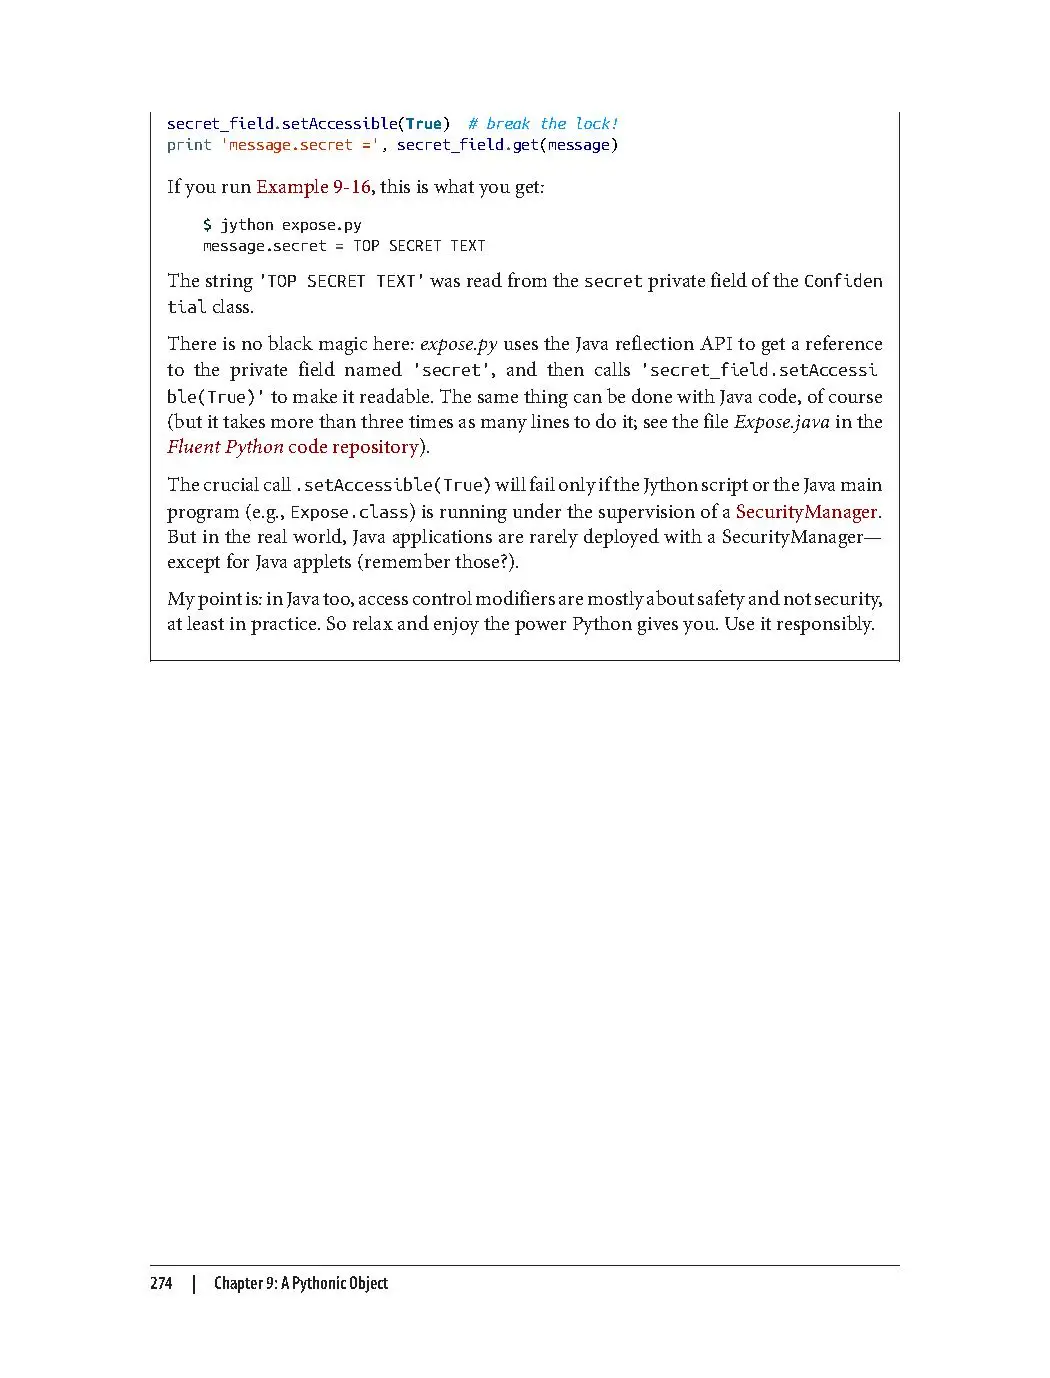 secret_field.setAccessible(True)  # break the lock!
print 'message.secret =', secret_field.get(message)
If you run Example 9-16, this is what you get:
$ jython expose.py
message.secret = TOP SECRET TEXT
The string 'TOP SECRET TEXT' was read from the secret private field of the Confiden
tial class.
There is no black magic here: expose.py uses the Java reflection API to get a reference
to the private field named 'secret', and then calls 'secret_field.setAccessi
ble(True)' to make it readable. The same thing can be done with Java code, of course
(but it takes more than three times as many lines to do it; see the file Expose.java in the
Fluent Python code repository).
The crucial call .setAccessible(True) will fail only if the Jython script or the Java main
program (e.g., Expose.class) is running under the supervision of a SecurityManager.
But in the real world, Java applications are rarely deployed with a SecurityManager—
except for Java applets (remember those?).
My point is: in Java too, access control modifiers are mostly about safety and not security,
at least in practice. So relax and enjoy the power Python gives you. Use it responsibly.
274 | Chapter 9: A Pythonic Object